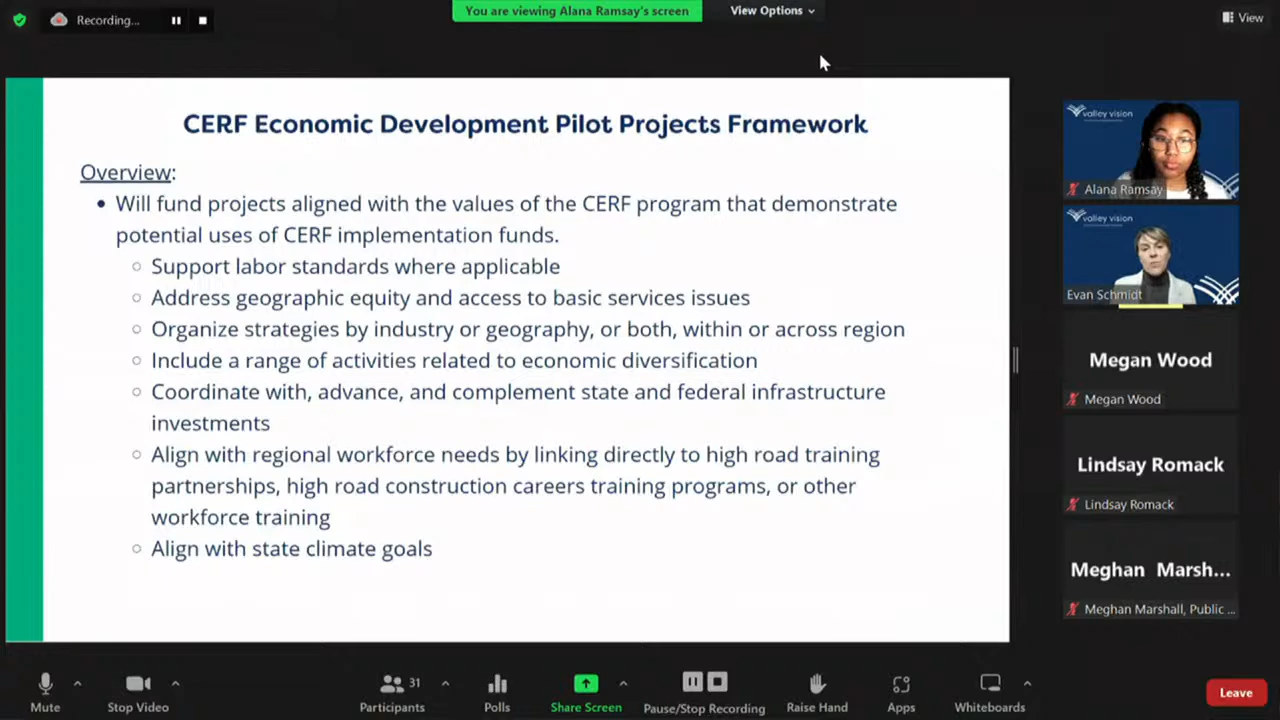 Recording...
You are viewing Alana Ramsay's screen
View Options
View
CERF Economic Development Pilot Projects Framework
Overview:
Will fund projects aligned with the values of the CERF program that demonstrate
potential uses of CERF implementation funds.
Support labor standards where applicable
Address geographic equity and access to basic services issues
Organize strategies by industry or geography, or both, within or across region
Include a range of activities related to economic diversification
Coordinate with, advance, and complement state and federal infrastructure
investments
Align with regional workforce needs by linking directly to high road training
partnerships, high road construction careers training programs, or other
workforce training
Align with state climate goals
valley vision
Alana Ramsay
valley vision
Evan Schmidt
Megan Wood
Megan Wood
Lindsay Romack
Lindsay Romack
Meghan Marsh...
Meghan Marshall, Public ...
Mute
Stop Video
31
Participants
Polls
Share Screen
Pause/Stop Recording
Raise Hand
Apps
Whiteboards
Leave